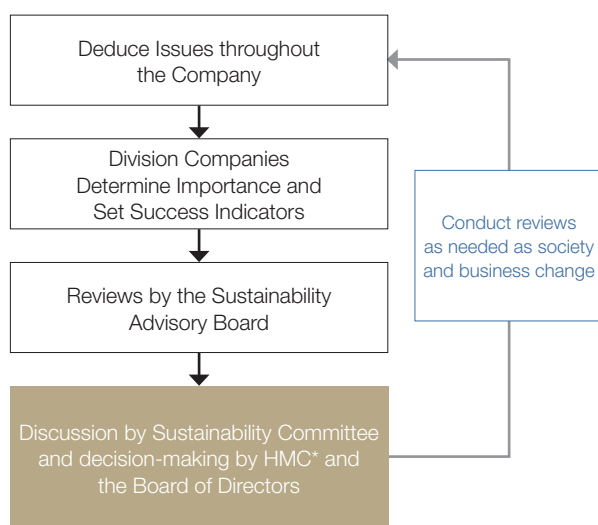 Deduce Issues throughout
the Company
Division Companies
Determine Importance and
Set Success Indicators
Reviews by the Sustainability
Advisory Board
Discussion by Sustainability Committee
and decision-making by HMC* and
the Board of Directors
Conduct reviews
as needed as society
and business change